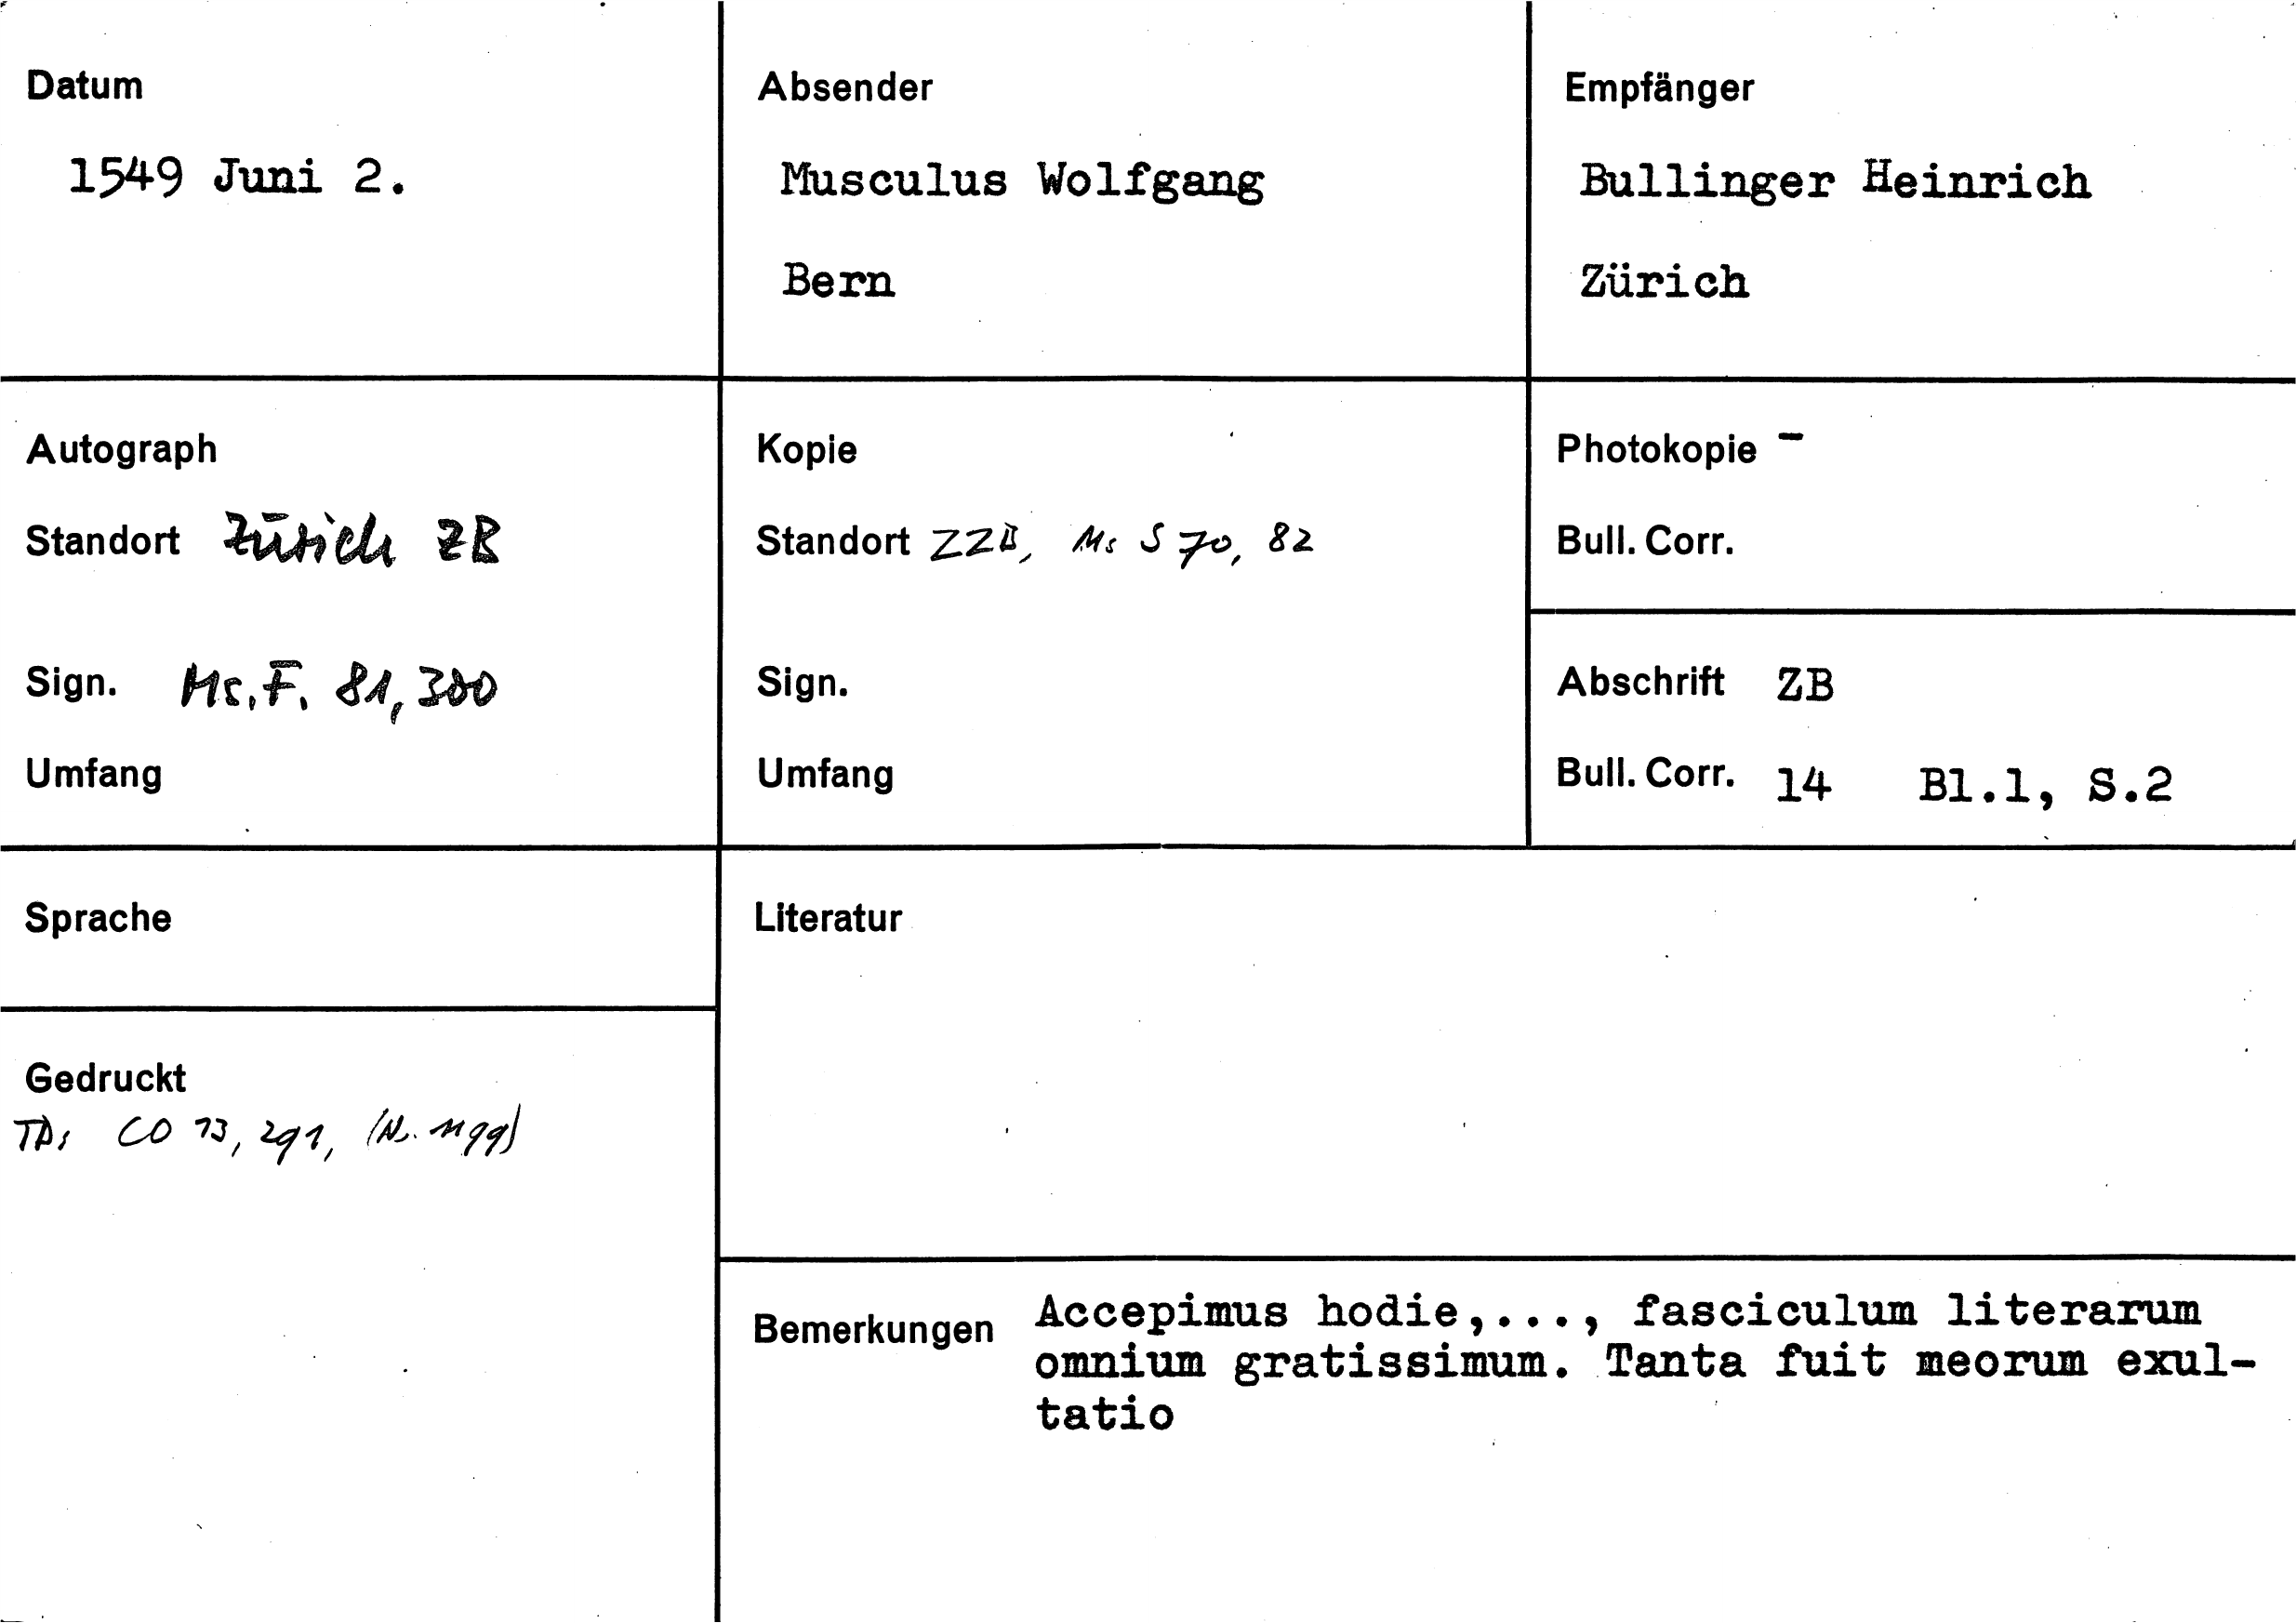 Datum
1549 Juni 2.
Absender
Musculus Wolfgang
Bern
Empfänger
Bullinger Heinrich
Zürich
Autograph
Standort Zürich ZB
Sign. Ms. F. 81, 300
Umfang
Kopie
Standort ZZB, Ms S 70, 82
Sign.
Umfang
Photokopie -
Bull. Corr.
Abschrift ZB
Bull. Corr. 14 Bl.1, S.2
Sprache
Gedruckt
TD: CO 13, 291, (Nr. 1199)
Literatur
Bemerkungen Accepimus hodie,..., fasciculum literarum
omnium gratissimum. Tanta fuit meorum exul-
tatio